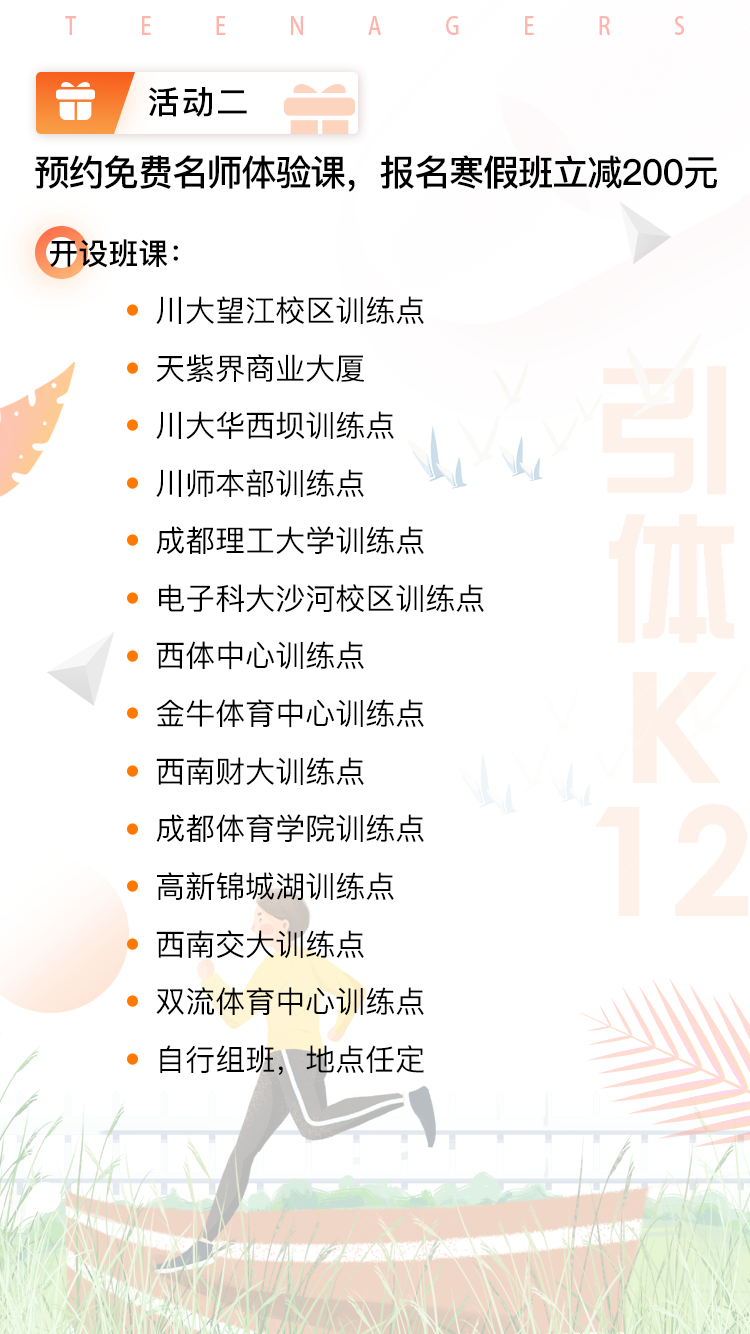 TEENAGERS
活动二
预约免费名师体验课，报名寒假班立减200元
开设班课：
川大望江校区训练点
天紫界商业大厦
川大华西坝训练点
川师本部训练点
成都理工大学训练点
电子科大沙河校区训练点
西体中心训练点
金牛体育中心训练点
西南财大训练点
成都体育学院训练点
高新锦城湖训练点
西南交大训练点
双流体育中心训练点
自行组班，地点任定
引体K12